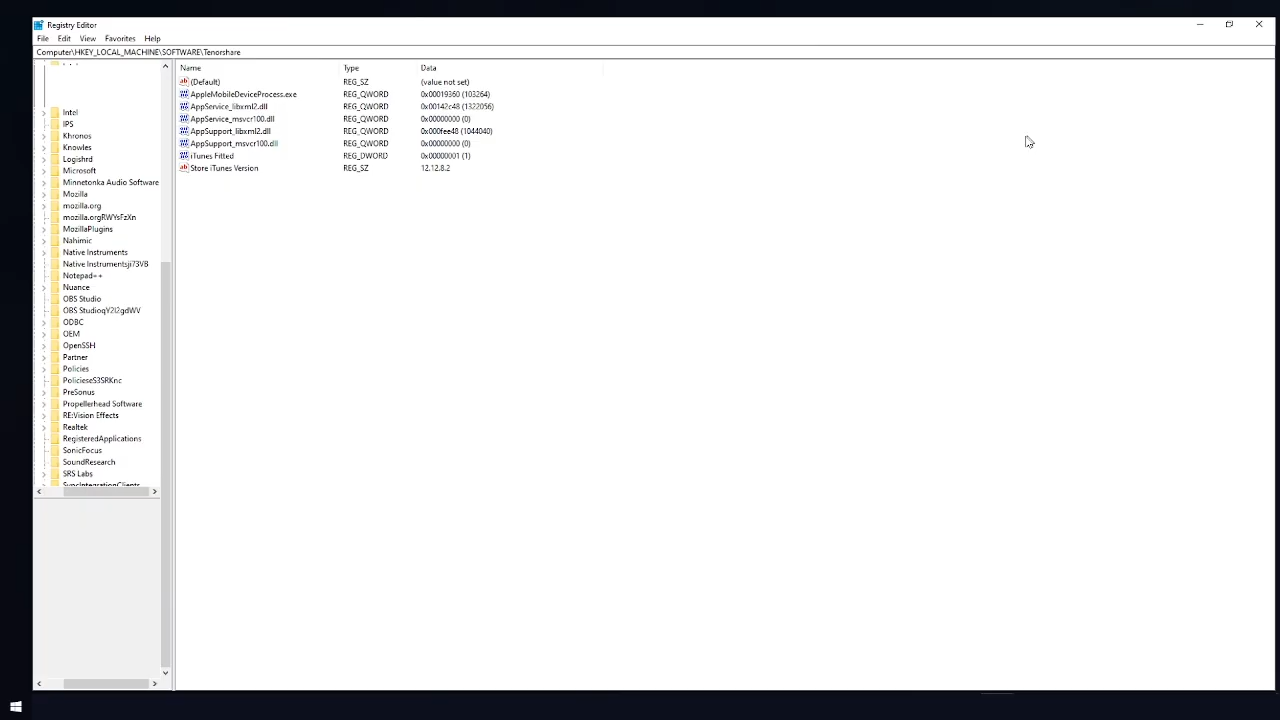 Registry Editor
File Edit View Favorites Help
Computer\HKEY_LOCAL_MACHINE\SOFTWARE\Tenorshare
Name Type Data
(Default) REG_SZ (value not set)
AppleMobileDeviceProcess.exe REG_QWORD 0x00019360 (103264)
AppService_libxml2.dll REG_QWORD 0x00142c48 (1322056)
AppService_msvcr100.dll REG_QWORD 0x00000000 (0)
AppSupport_libxml2.dll REG_QWORD 0x000fee48 (1044040)
AppSupport_msvcr100.dll REG_QWORD 0x00000000 (0)
iTunes Fitted REG_DWORD 0x00000001 (1)
Store iTunes Version REG_SZ 12.12.8.2
Intel
IPS
Khronos
Knowles
Logishrd
Microsoft
Minnetonka Audio Software
Mozilla
mozilla.org
mozilla.orgRWYsFzXn
MozillaPlugins
Nahimic
Native Instruments
Native Instrumentsji73VB
Notepad++
Nuance
OBS Studio
OBS StudioqY2I2gdWV
ODBC
OEM
OpenSSH
Partner
Policies
PolicieseS3SRKnc
PreSonus
Propellerhead Software
RE:Vision Effects
Realtek
RegisteredApplications
SonicFocus
SoundResearch
SRS Labs
SyncIntegrationClients